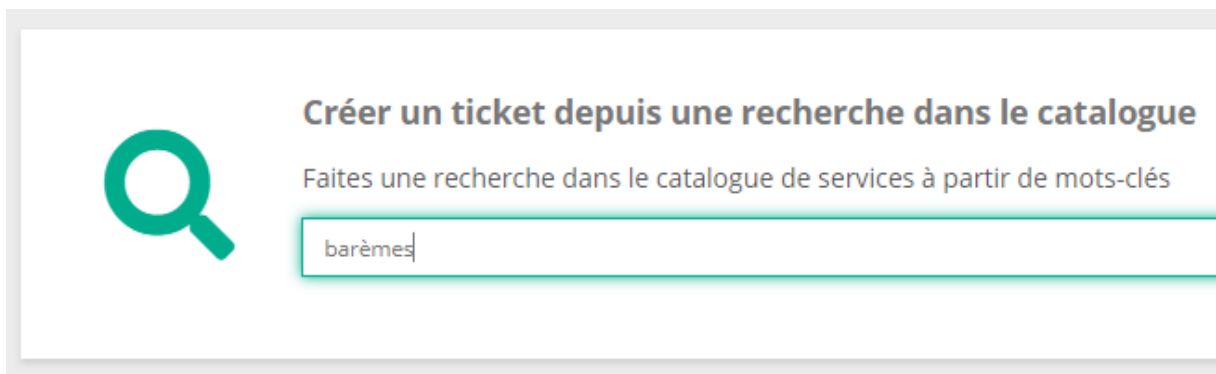 Créer un ticket depuis une recherche dans le catalogue
Faites une recherche dans le catalogue de services à partir de mots-clés
barèmes